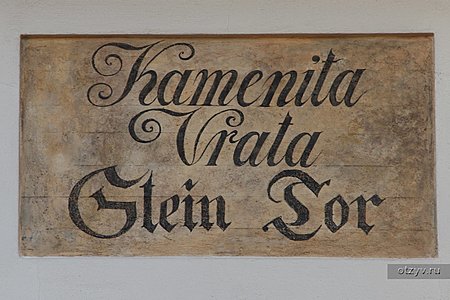 Kamenita
Vrata
Stein Tor
otzyv.ru